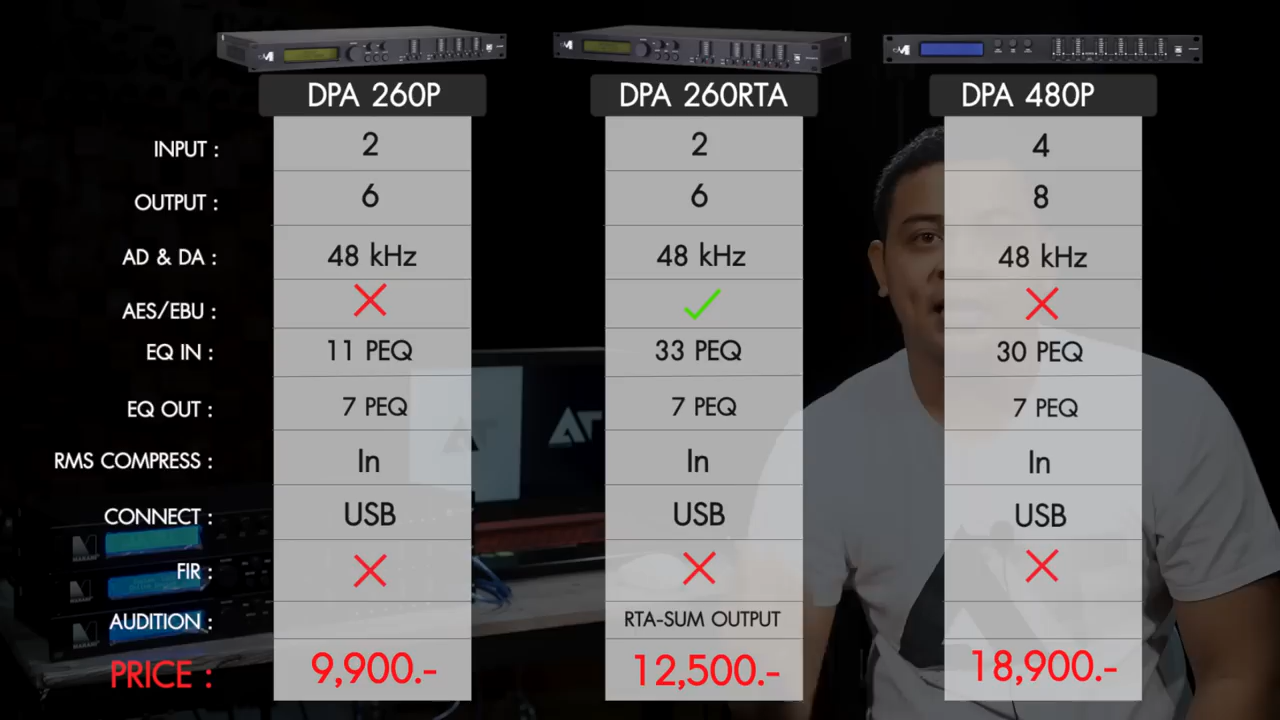 DPA 260P DPA 260RTA DPA 480P
INPUT : 2 2 4
OUTPUT : 6 6 8
AD & DA : 48 kHz 48 kHz 48 kHz
AES/EBU :
EQ IN : 11 PEQ 33 PEQ 30 PEQ
EQ OUT : 7 PEQ 7 PEQ 7 PEQ
RMS COMPRESS : In In In
CONNECT : USB USB USB
FIR :
AUDITION : RTA-SUM OUTPUT
PRICE : 9,900.- 12,500.- 18,900.-
AT
MARANI